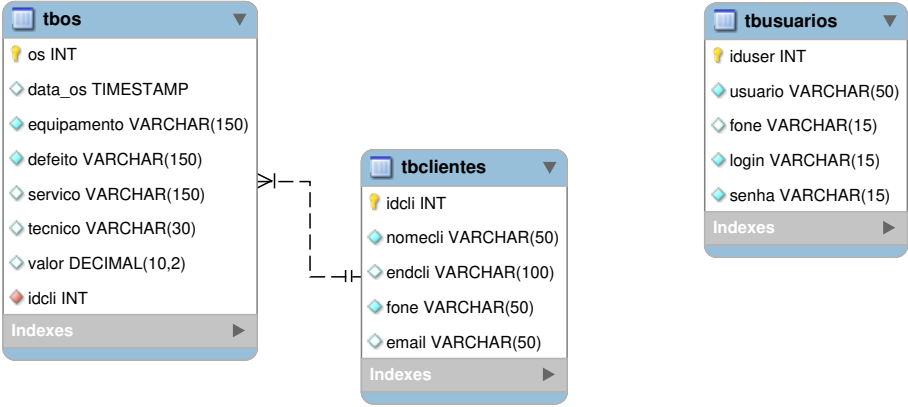 tbos
os INT
data_os TIMESTAMP
equipamento VARCHAR(150)
defeito VARCHAR(150)
servico VARCHAR(150)
tecnico VARCHAR(30)
valor DECIMAL(10,2)
idcli INT
Indexes
tbclientes
idcli INT
nomecli VARCHAR(50)
endcli VARCHAR(100)
fone VARCHAR(50)
email VARCHAR(50)
Indexes
tbusuarios
iduser INT
usuario VARCHAR(50)
fone VARCHAR(15)
login VARCHAR(15)
senha VARCHAR(15)
Indexes